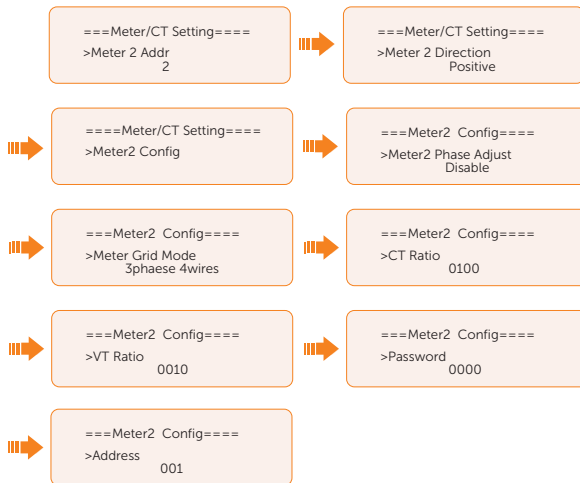 ===Meter/CT Setting====
>Meter 2 Addr
2
===Meter/CT Setting====
>Meter 2 Direction
Positive
====Meter/CT Setting====
>Meter2 Config
===Meter2 Config====
>Meter2 Phase Adjust
Disable
===Meter2 Config====
>Meter Grid Mode
3phaese 4wires
===Meter2 Config====
>CT Ratio
0100
===Meter2 Config====
>VT Ratio
0010
===Meter2 Config====
>Password
0000
===Meter2 Config====
>Address
001